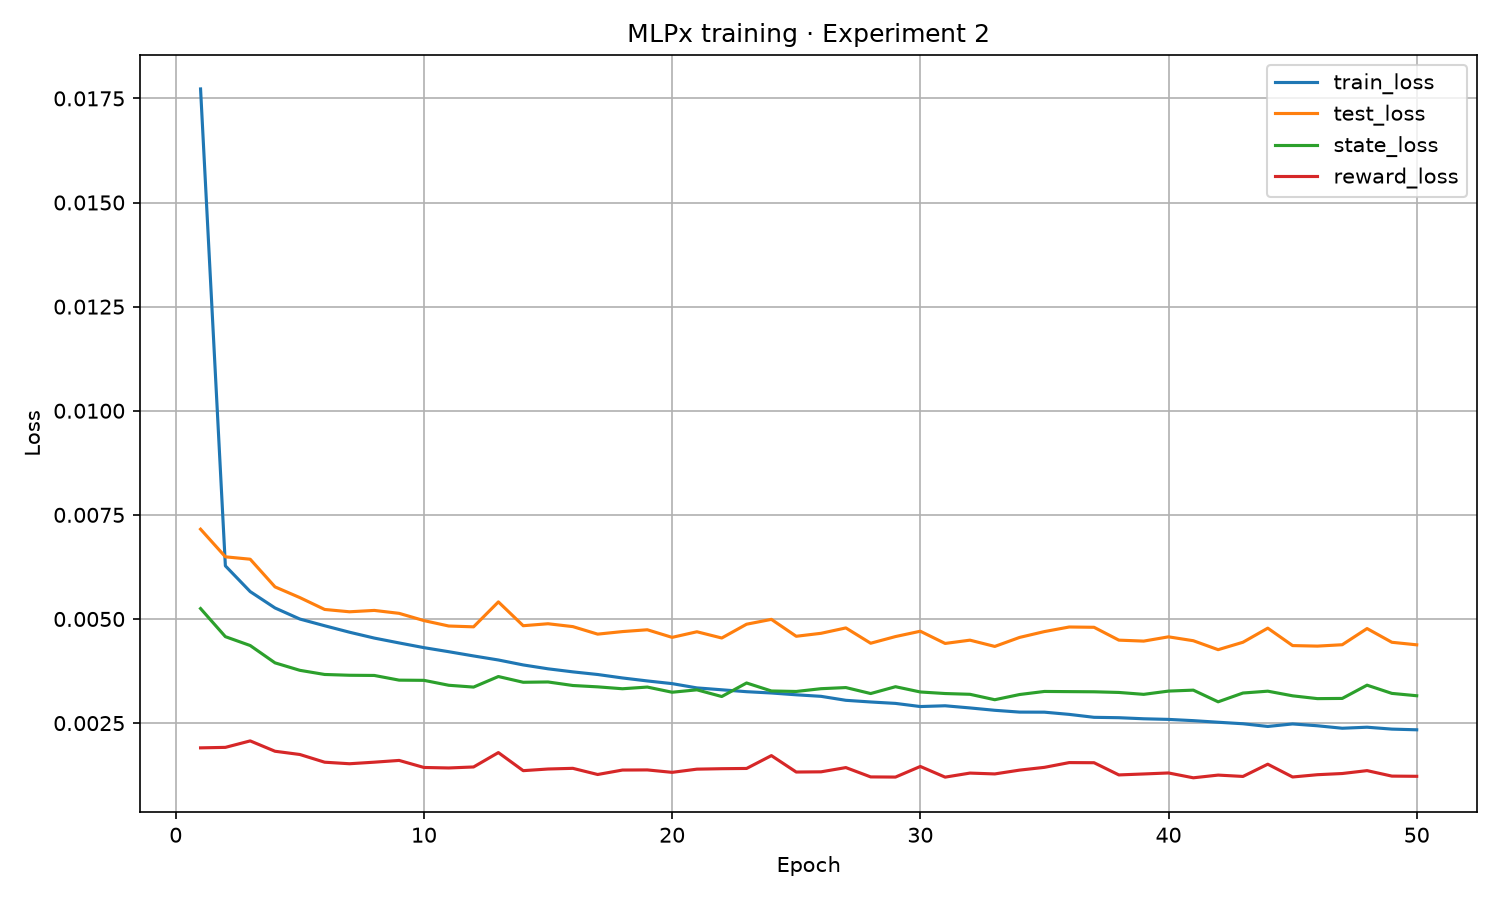 MLPx training · Experiment 2
train_loss
test_loss
state_loss
reward_loss
0.0175
0.0150
0.0125
0.0100
0.0075
0.0050
0.0025
Loss
0 10 20 30 40 50
Epoch